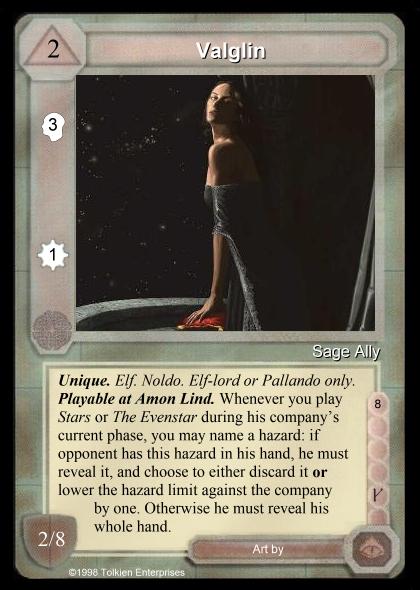 2
Valglin
3
1
Sage Ally
Unique. Elf. Noldo. Elf-lord or Pallando only.
Playable at Amon Lind. Whenever you play
Stars or The Evenstar during his company's
current phase, you may name a hazard: if
opponent has this hazard in his hand, he must
reveal it, and choose to either discard it or
lower the hazard limit against the company
by one. Otherwise he must reveal his
whole hand.
8
2/8
Art by
©1998 Tolkien Enterprises